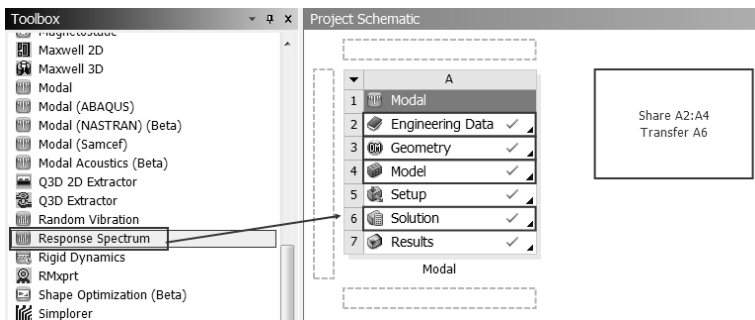 Toolbox
Magnetostatic
Maxwell 2D
Maxwell 3D
Modal
Modal (ABAQUS)
Modal (NASTRAN) (Beta)
Modal (Samcef)
Modal Acoustics (Beta)
Q3D 2D Extractor
Q3D Extractor
Random Vibration
Response Spectrum
Rigid Dynamics
RMxprt
Shape Optimization (Beta)
Simplorer
Project Schematic
A
1 Modal
2 Engineering Data
3 Geometry
4 Model
5 Setup
6 Solution
7 Results
Modal
Share A2:A4
Transfer A6